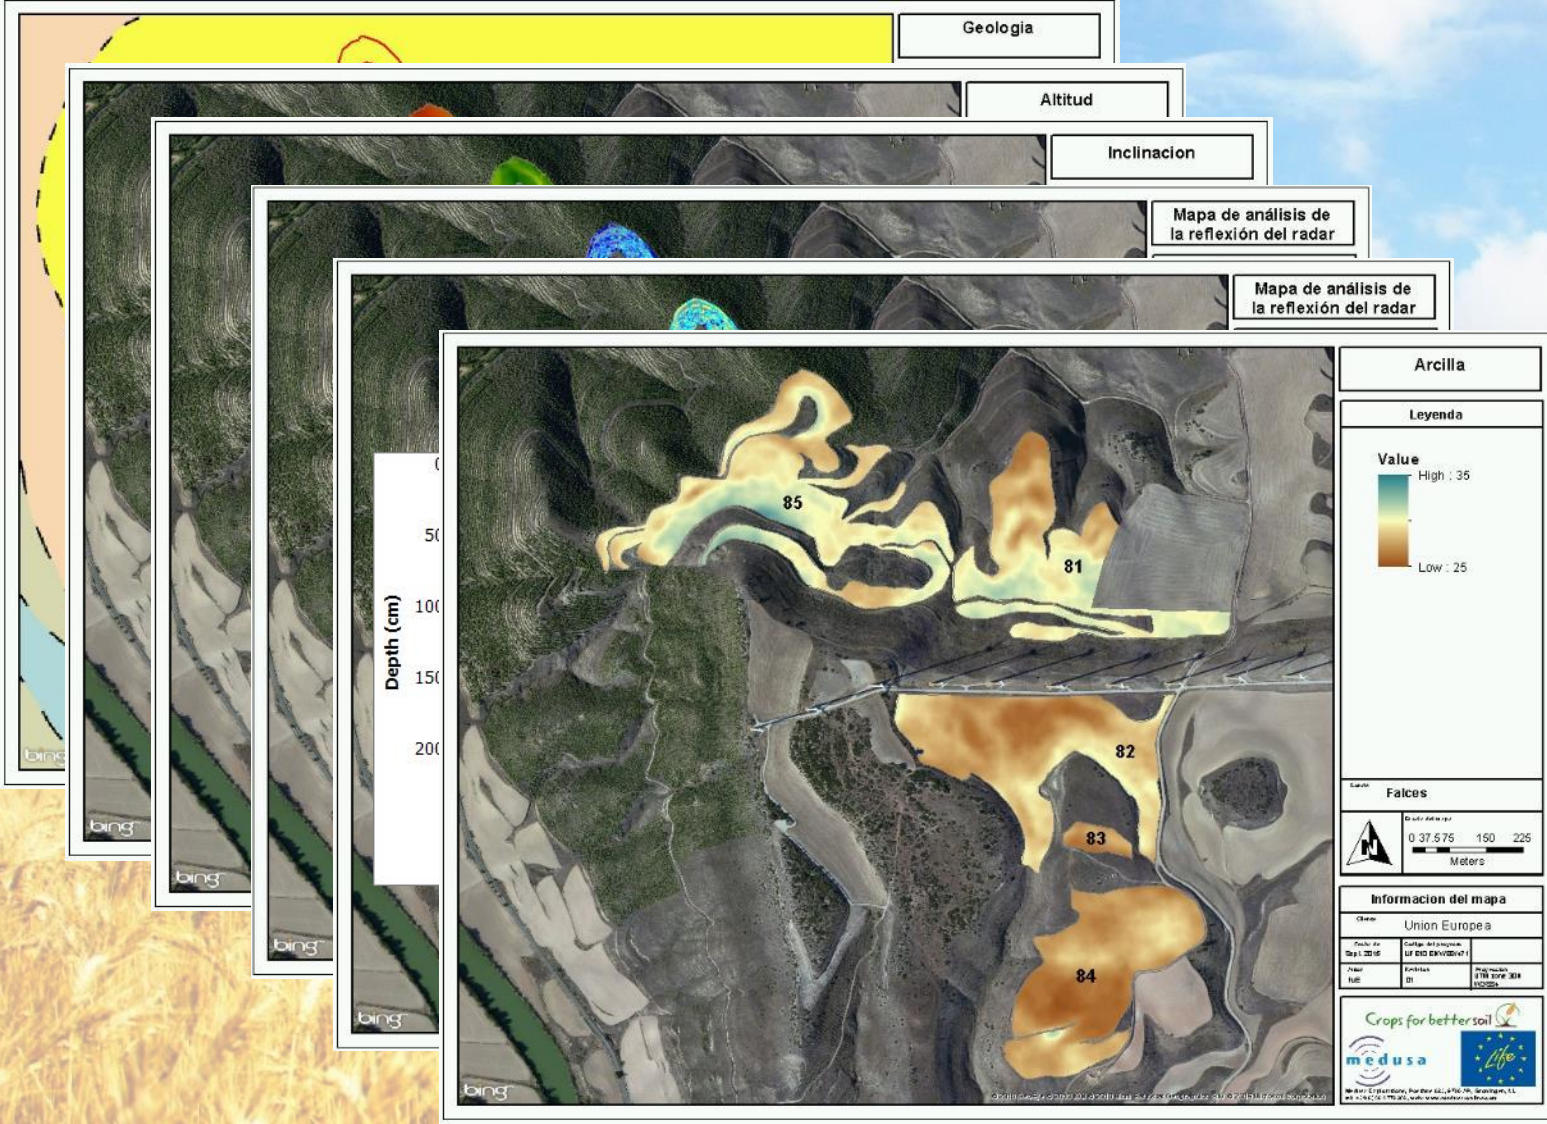 Geologia
Altitud
Inclinacion
Mapa de análisis de
la reflexión del radar
Mapa de análisis de
la reflexión del radar
Arcilla
Leyenda
Value
High : 35
Low : 25
85
81
82
83
84
Depth (cm)
50
100
150
200
Falces
0 37.5 75 150 225
Meters
N
Informacion del mapa
Union Europea
Crops for better soil
medusa
Life
bing
bing
bing
bing
bing
bing